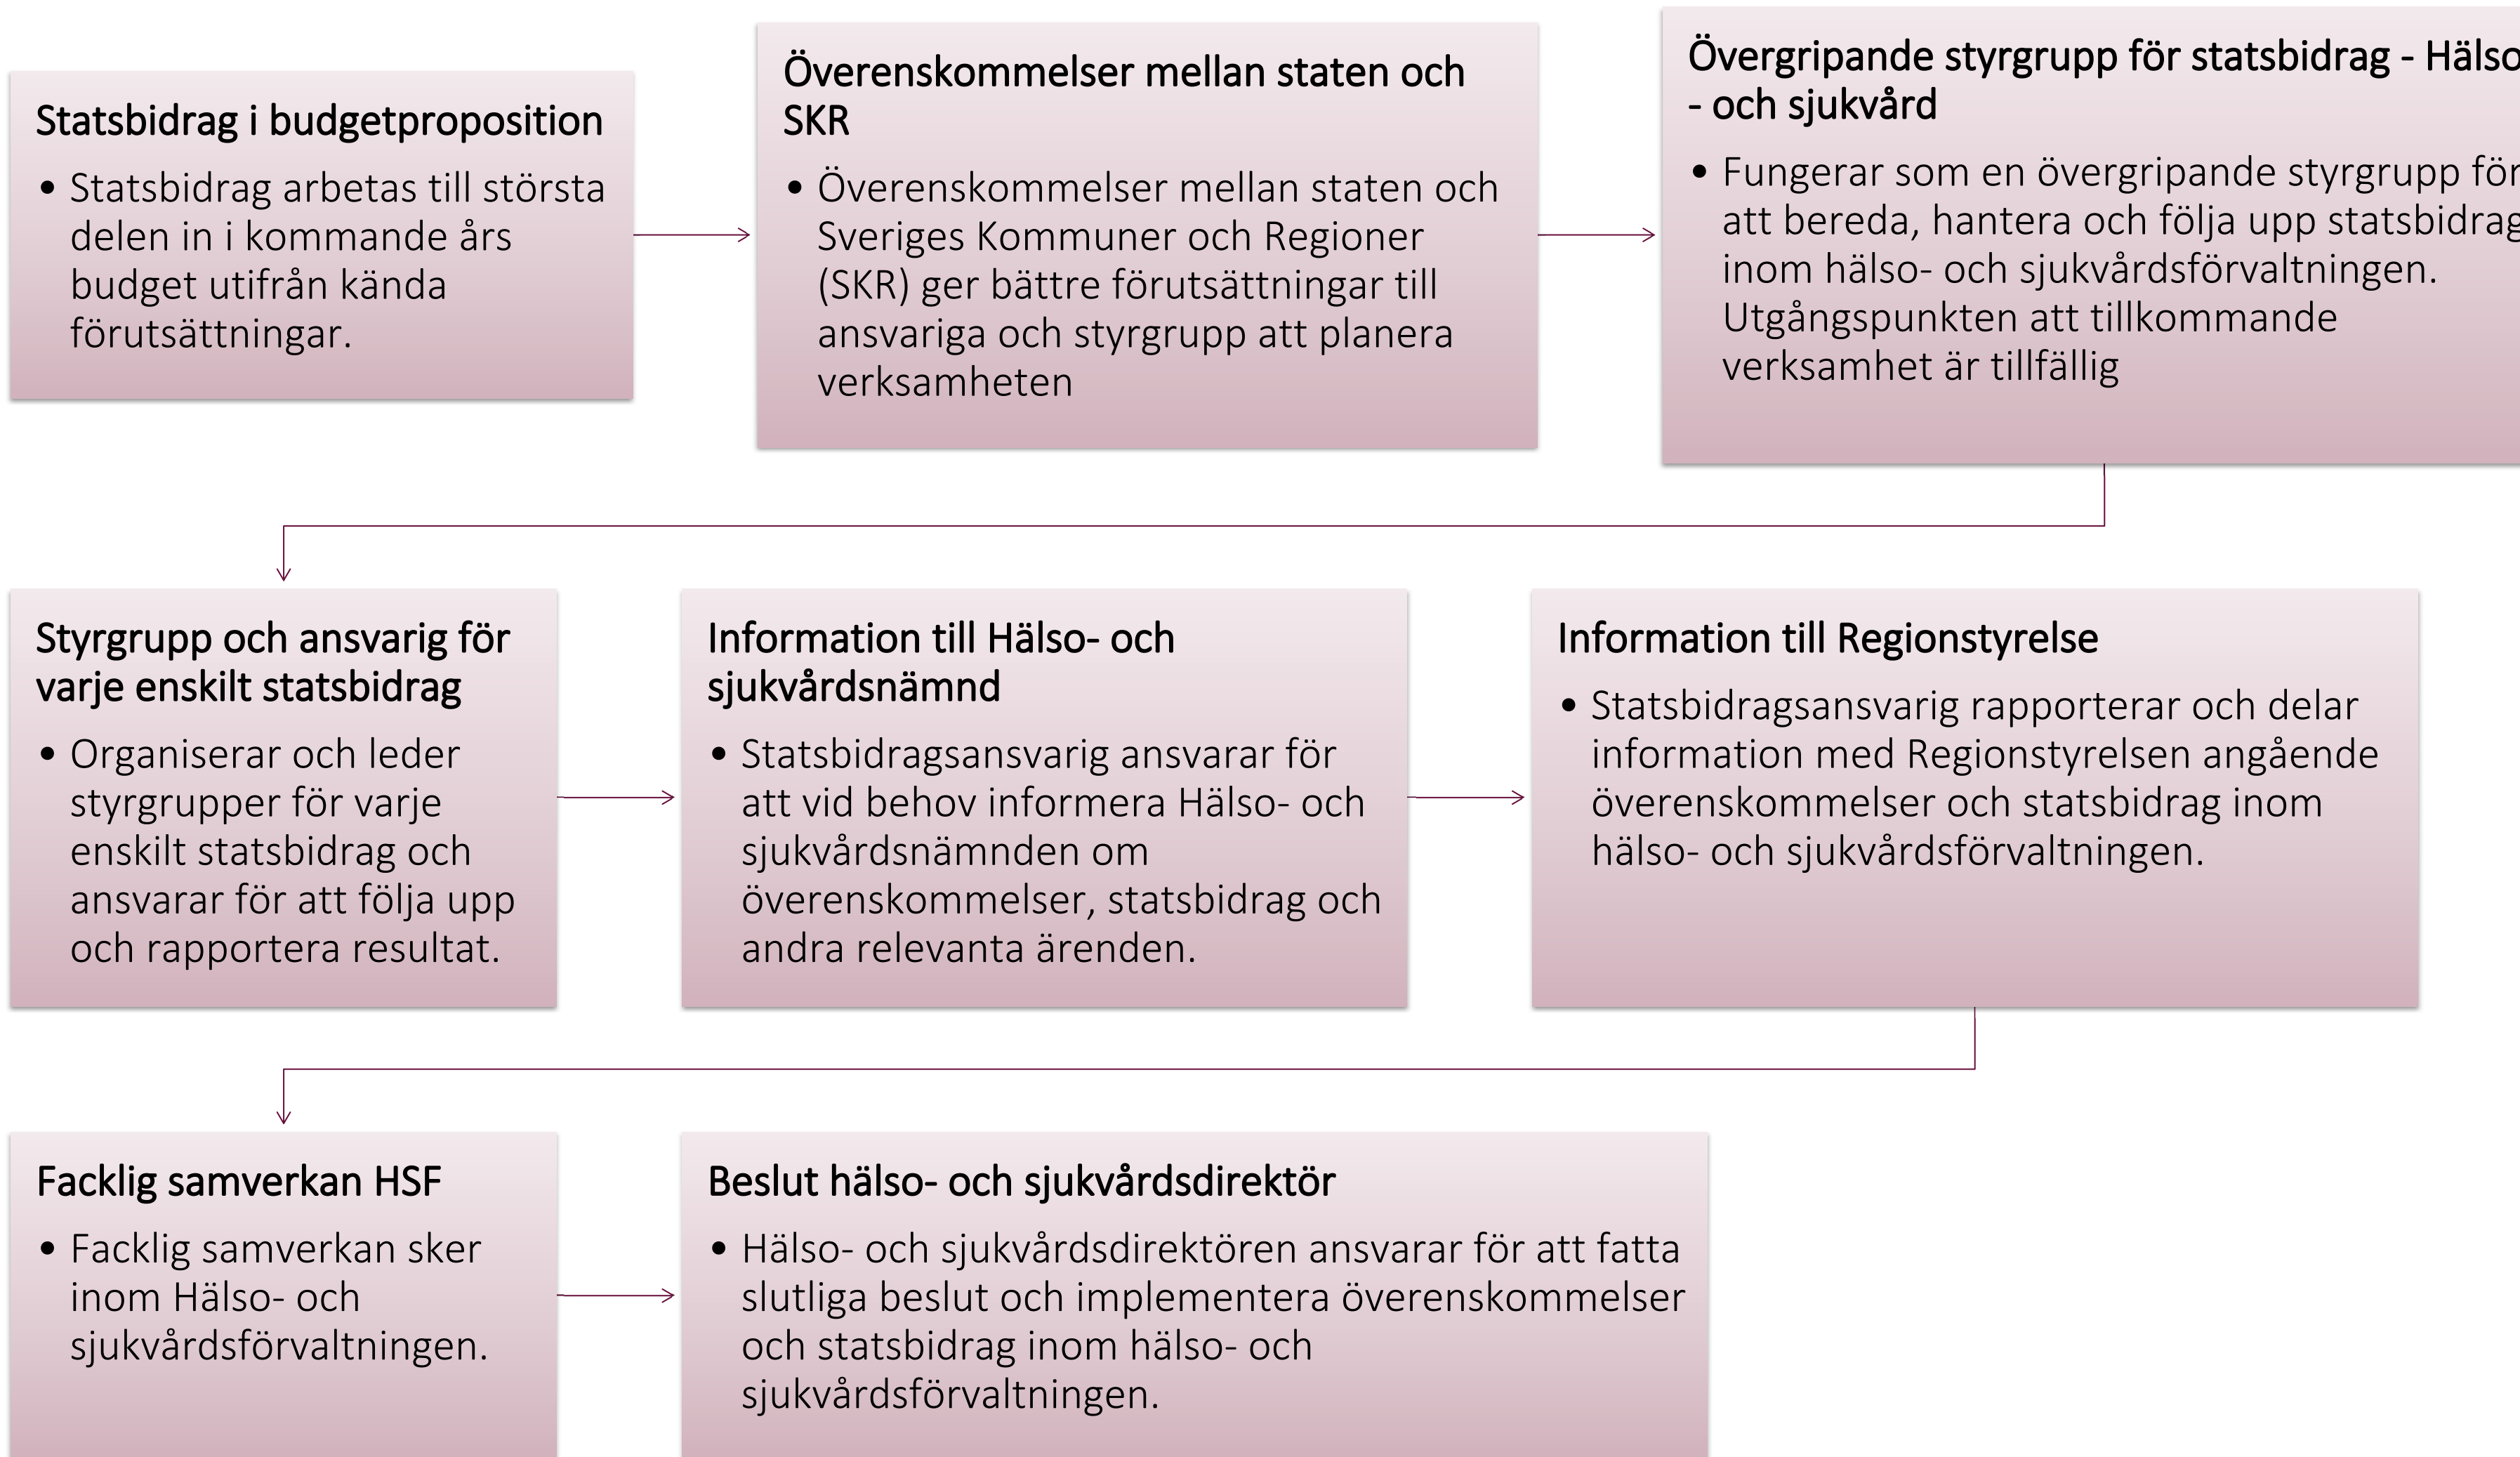 Statsbidrag i budgetproposition
• Statsbidrag arbetas till största
delen in i kommande års
budget utifrån kända
förutsättningar.
Överenskommelser mellan staten och
SKR
• Överenskommelser mellan staten och
Sveriges Kommuner och Regioner
(SKR) ger bättre förutsättningar till
ansvariga och styrgrupp att planera
verksamheten
Övergripande styrgrupp för statsbidrag - Hälso
- och sjukvård
• Fungerar som en övergripande styrgrupp för
att bereda, hantera och följa upp statsbidrag
inom hälso- och sjukvårdsförvaltningen.
Utgångspunkten att tillkommande
verksamhet är tillfällig
Styrgrupp och ansvarig för
varje enskilt statsbidrag
• Organiserar och leder
styrgrupper för varje
enskilt statsbidrag och
ansvarar för att följa upp
och rapportera resultat.
Information till Hälso- och
sjukvårdsnämnd
• Statsbidragsansvarig ansvarar för
att vid behov informera Hälso- och
sjukvårdsnämnden om
överenskommelser, statsbidrag och
andra relevanta ärenden.
Information till Regionstyrelse
• Statsbidragsansvarig rapporterar och delar
information med Regionstyrelsen angående
överenskommelser och statsbidrag inom
hälso- och sjukvårdsförvaltningen.
Facklig samverkan HSF
• Facklig samverkan sker
inom Hälso- och
sjukvårdsförvaltningen.
Beslut hälso- och sjukvårdsdirektör
• Hälso- och sjukvårdsdirektören ansvarar för att fatta
slutliga beslut och implementera överenskommelser
och statsbidrag inom hälso- och
sjukvårdsförvaltningen.